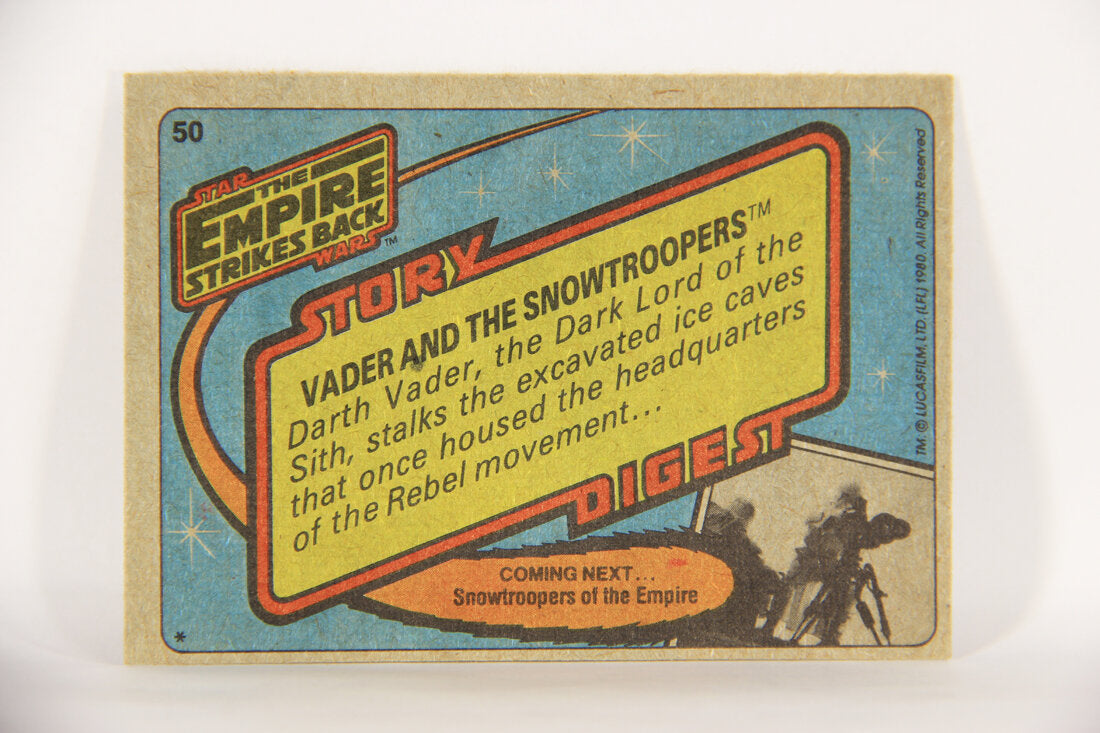 50
STAR
THE
EMPIRE
STRIKES BACK
WARS™
STORY
VADER AND THE SNOWTROOPERS™
Darth Vader, the Dark Lord of the
Sith, stalks the excavated ice caves
that once housed the headquarters
of the Rebel movement...
DIGEST
COMING NEXT...
Snowtroopers of the Empire
*
TM. © LUCASFILM, LTD. (LFL) 1980. All Rights Reserved